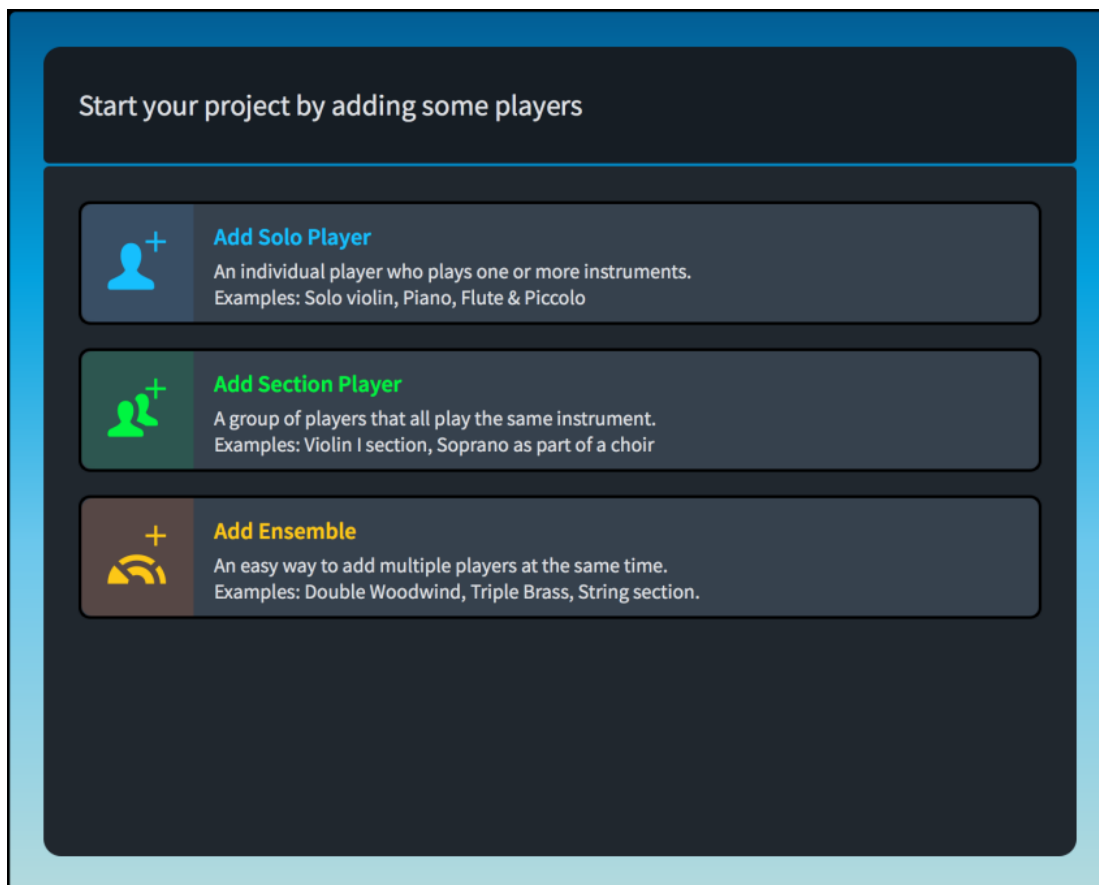 Start your project by adding some players
Add Solo Player
An individual player who plays one or more instruments.
Examples: Solo violin, Piano, Flute & Piccolo
Add Section Player
A group of players that all play the same instrument.
Examples: Violin I section, Soprano as part of a choir
Add Ensemble
An easy way to add multiple players at the same time.
Examples: Double Woodwind, Triple Brass, String section.